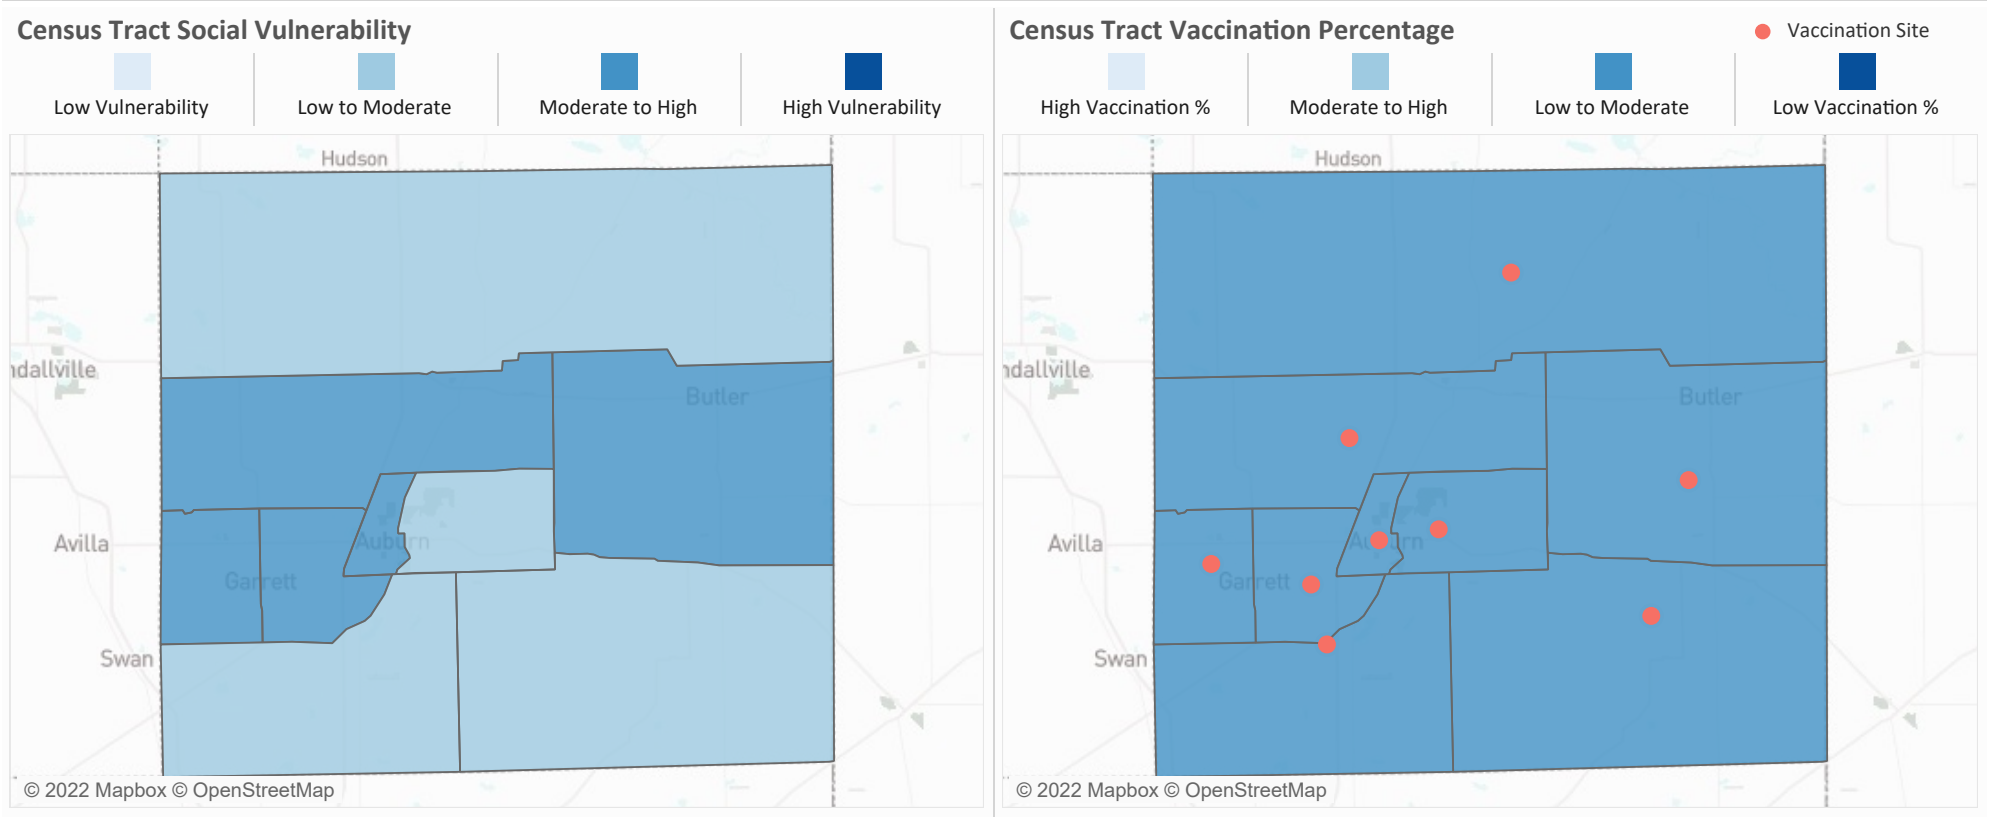 Census Tract Social Vulnerability
Low Vulnerability
Low to Moderate
Moderate to High
High Vulnerability
Hudson
ndallville
Butler
Avilla
Auburn
Garrett
Swan
© 2022 Mapbox © OpenStreetMap
Census Tract Vaccination Percentage
Vaccination Site
High Vaccination %
Moderate to High
Low to Moderate
Low Vaccination %
Hudson
ndallville
Butler
Avilla
Auburn
Garrett
Swan
© 2022 Mapbox © OpenStreetMap